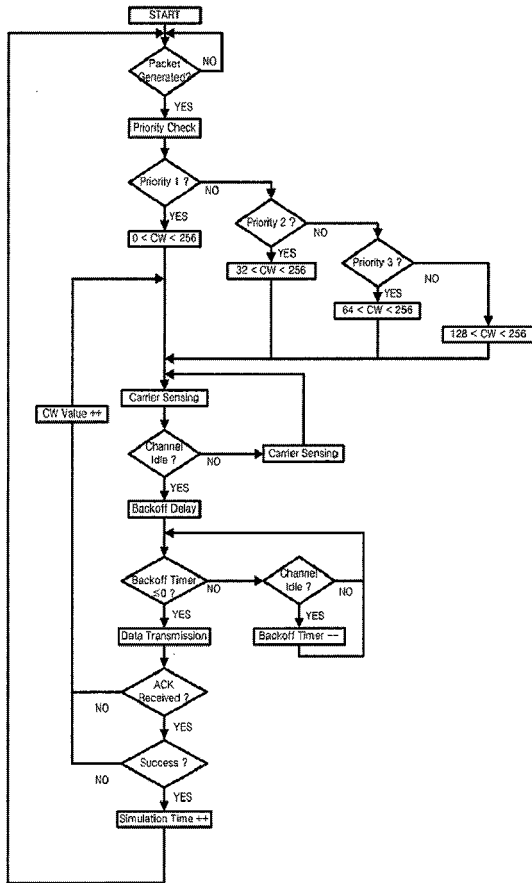 START
Packet
Generated?
NO
YES
Priority Check
Priority 1 ?
NO
YES
0 < CW < 256
Priority 2 ?
NO
YES
32 < CW < 256
Priority 3 ?
NO
YES
64 < CW < 256
128 < CW < 256
Carrier Sensing
CW Value ++
Channel
Idle ?
NO
Carrier Sensing
YES
Backoff Delay
Backoff Timer
≤0 ?
NO
Channel
Idle ?
NO
YES
YES
Data Transmission
Backoff Timer --
ACK
Received ?
NO
YES
Success ?
NO
YES
Simulation Time ++